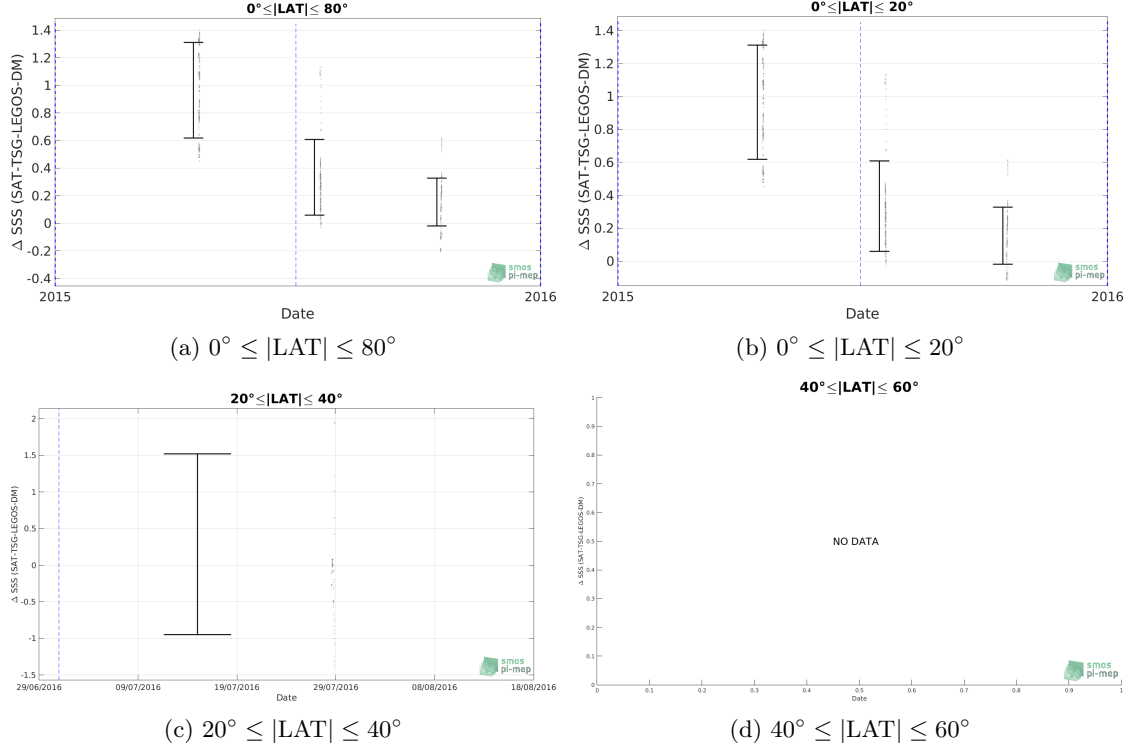 0°≤|LAT|≤ 80°
Δ SSS (SAT-TSG-LEGOS-DM)
1.4
1.2
1
0.8
0.6
0.4
0.2
0
-0.2
-0.4
2015
2016
Date
smos
pi-mep
(a) 0° ≤ |LAT| ≤ 80°
0°≤|LAT|≤ 20°
Δ SSS (SAT-TSG-LEGOS-DM)
1.4
1.2
1
0.8
0.6
0.4
0.2
0
2015
2016
Date
smos
pi-mep
(b) 0° ≤ |LAT| ≤ 20°
20°≤|LAT|≤ 40°
Δ SSS (SAT-TSG-LEGOS-DM)
2
1.5
1
0.5
0
-0.5
-1
-1.5
29/06/2016
09/07/2016
19/07/2016
29/07/2016
08/08/2016
18/08/2016
Date
smos
pi-mep
(c) 20° ≤ |LAT| ≤ 40°
40°≤|LAT|≤ 60°
Δ SSS (SAT-TSG-LEGOS-DM)
1
0.9
0.8
0.7
0.6
0.5
0.4
0.3
0.2
0.1
0
NO DATA
0
0.1
0.2
0.3
0.4
0.5
0.6
0.7
0.8
0.9
1
Date
smos
pi-mep
(d) 40° ≤ |LAT| ≤ 60°